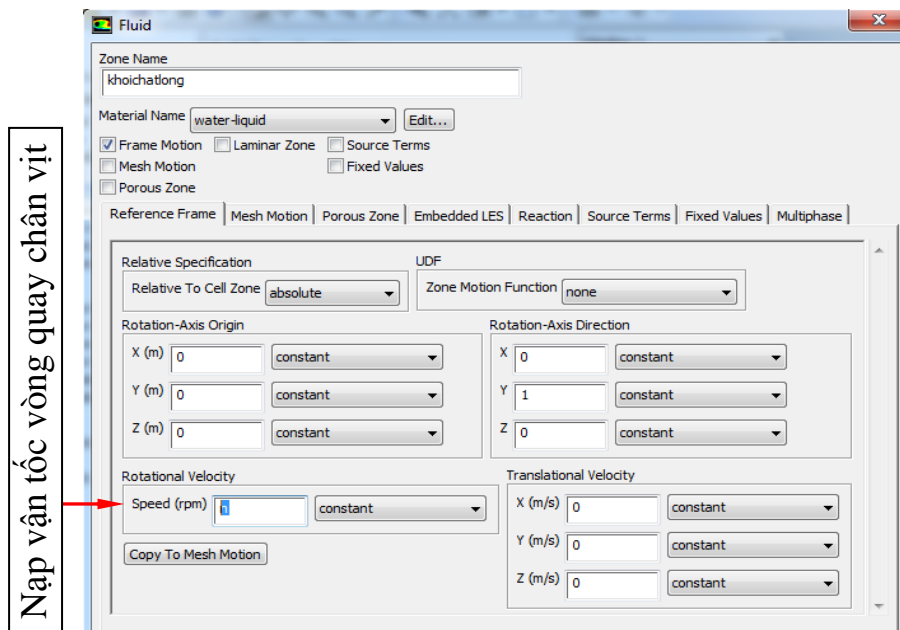 Fluid
Zone Name
khoichatlong
Material Name water-liquid Edit...
Frame Motion Laminar Zone Source Terms
Mesh Motion Fixed Values
Porous Zone
Reference Frame Mesh Motion Porous Zone Embedded LES Reaction Source Terms Fixed Values Multiphase
Relative Specification UDF
Relative To Cell Zone absolute Zone Motion Function none
Rotation-Axis Origin Rotation-Axis Direction
X (m) 0 constant X 0 constant
Y (m) 0 constant Y 1 constant
Z (m) 0 constant Z 0 constant
Rotational Velocity Translational Velocity
Speed (rpm) n constant X (m/s) 0 constant
Copy To Mesh Motion Y (m/s) 0 constant
Z (m/s) 0 constant
Nạp vận tốc vòng quay chân vịt